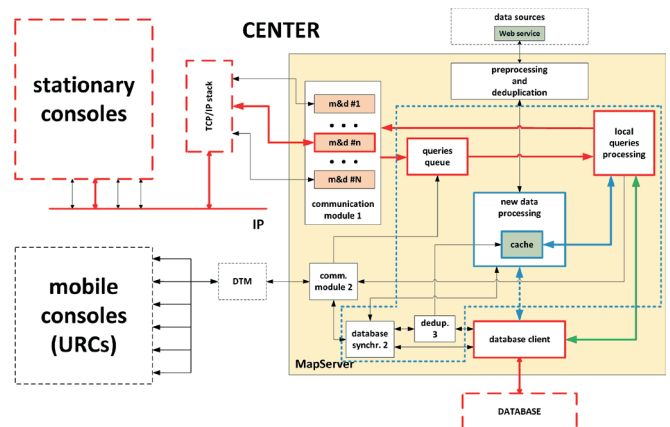 CENTER
data sources
Web service
stationary
consoles
TCP/IP stack
m&d #1
• • •
m&d #n
• • •
m&d #N
communication
module 1
preprocessing
and
deduplication
queries
queue
local
queries
processing
new data
processing
cache
IP
mobile
consoles
(URCs)
DTM
comm.
module 2
database
synchr. 2
dedup.
3
database client
MapServer
DATABASE